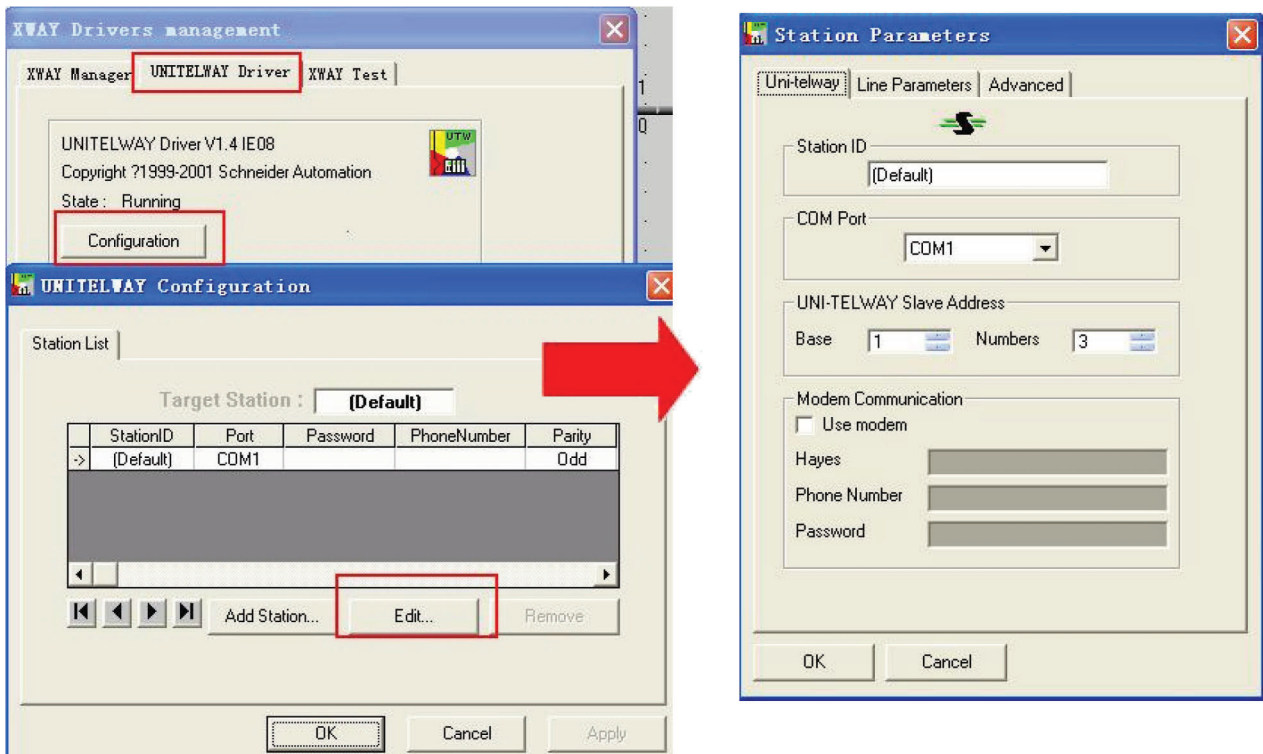 XWAY Drivers management
XWAY Manager UNITELWAY Driver XWAY Test
UNITELWAY Driver V1.4 IE08
Copyright ?1999-2001 Schneider Automation
State : Running
Configuration
UTW
1
0
UNITELWAY Configuration
Station List
Target Station : (Default)
StationID Port Password PhoneNumber Parity
-> (Default) COM1 Odd
Add Station... Edit... Remove
OK Cancel Apply
Station Parameters
Uni-telway Line Parameters Advanced
Station ID
(Default)
COM Port
COM1
UNI-TELWAY Slave Address
Base 1 Numbers 3
Modem Communication
Use modem
Hayes
Phone Number
Password
OK Cancel